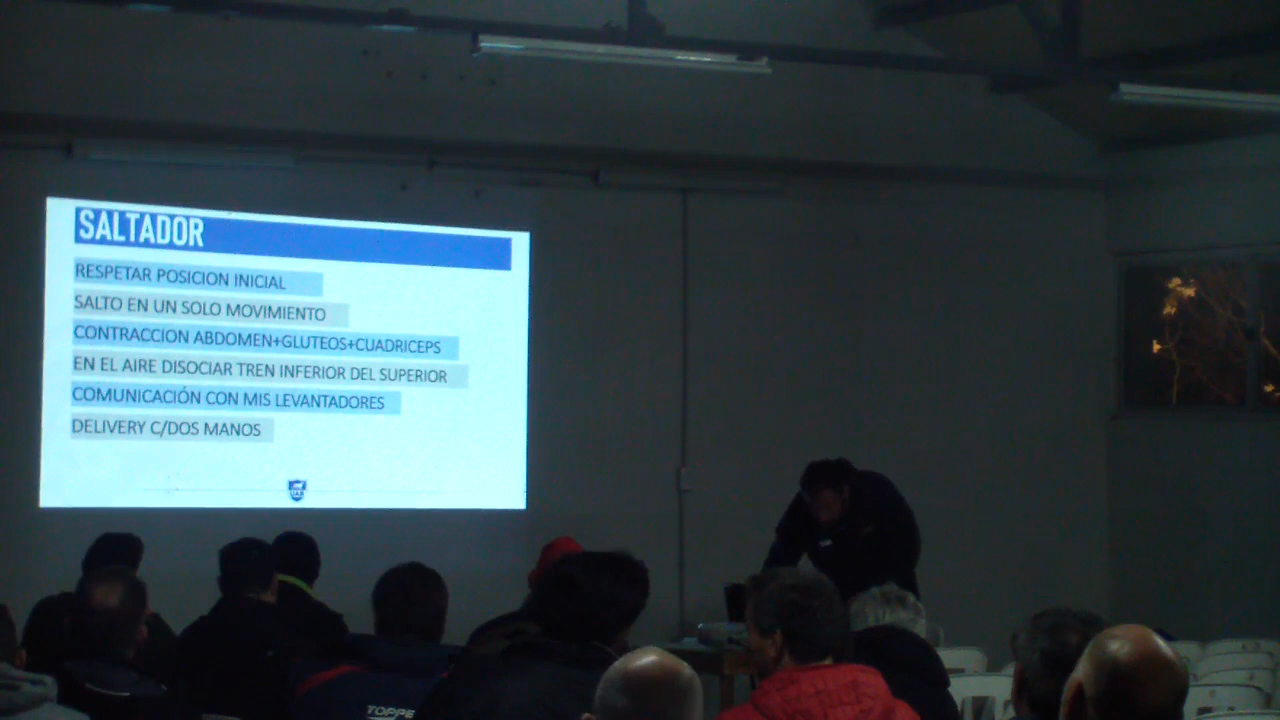 SALTADOR
RESPETAR POSICION INICIAL
SALTO EN UN SOLO MOVIMIENTO
CONTRACCION ABDOMEN+GLUTEOS+CUADRICEPS
EN EL AIRE DISOCIAR TREN INFERIOR DEL SUPERIOR
COMUNICACIÓN CON MIS LEVANTADORES
DELIVERY C/DOS MANOS
UAR
TOPPE